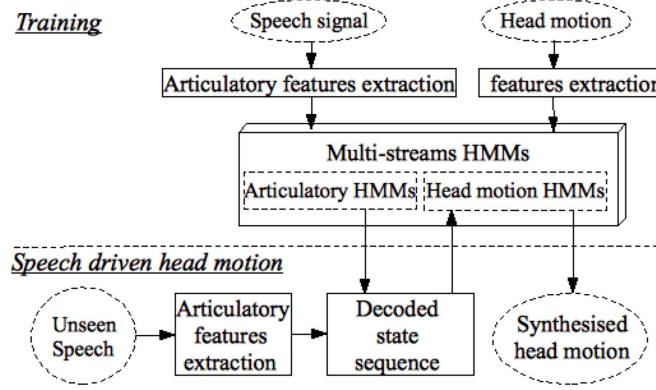 Training
Speech signal
Head motion
Articulatory features extraction
features extraction
Multi-streams HMMs
Articulatory HMMs
Head motion HMMs
Speech driven head motion
Unseen
Speech
Articulatory
features
extraction
Decoded
state
sequence
Synthesised
head motion